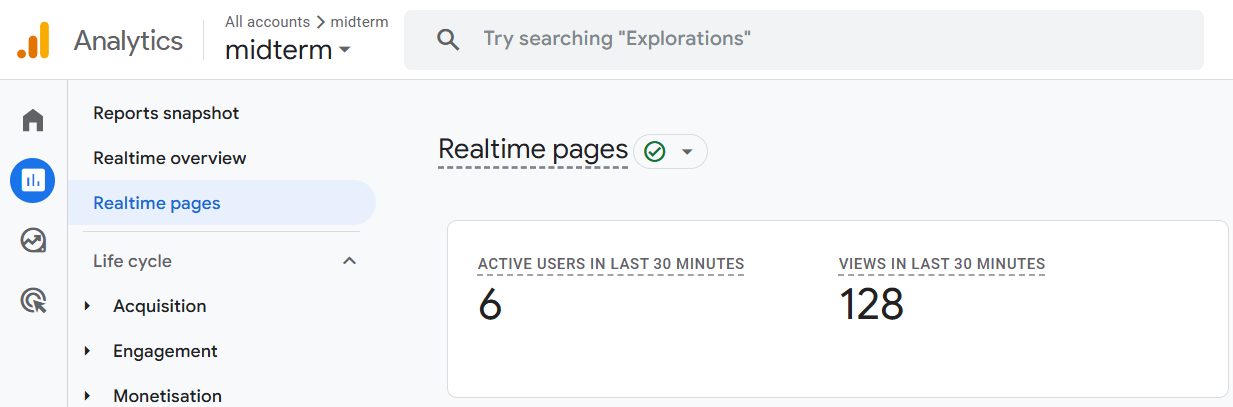 Analytics
All accounts > midterm
midterm
Try searching "Explorations"
Reports snapshot
Realtime overview
Realtime pages
Life cycle
Acquisition
Engagement
Monetisation
Realtime pages
ACTIVE USERS IN LAST 30 MINUTES
6
VIEWS IN LAST 30 MINUTES
128